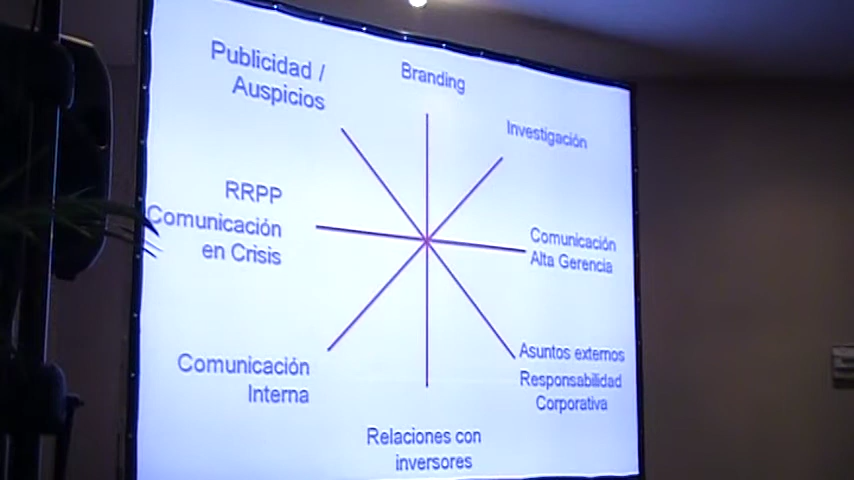 Publicidad /
Auspicios
Branding
Investigación
RRPP
Comunicación
en Crisis
Comunicación
Alta Gerencia
Comunicación
Interna
Asuntos externos
Responsabilidad
Corporativa
Relaciones con
inversores